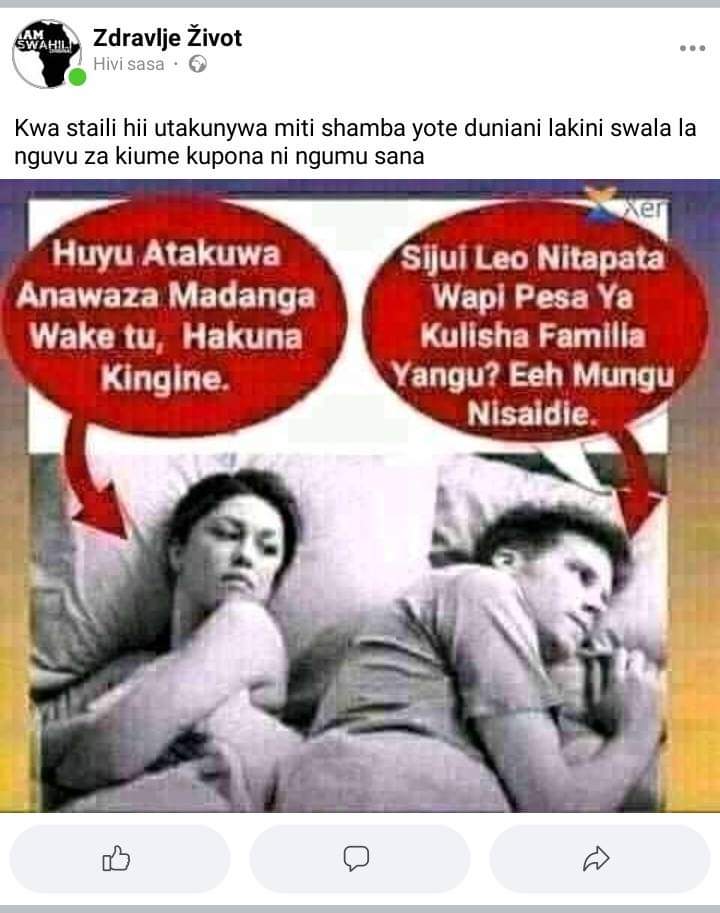 I AM
SWAHILI
Zdravlje Život
Hivi sasa
Kwa staili hii utakunywa miti shamba yote duniani lakini swala la
nguvu za kiume kupona ni ngumu sana
Xer
Huyu Atakuwa
Anawaza Madanga
Wake tu, Hakuna
Kingine.
Sijui Leo Nitapata
Wapi Pesa Ya
Kulisha Familia
Yangu? Eeh Mungu
Nisaidie.